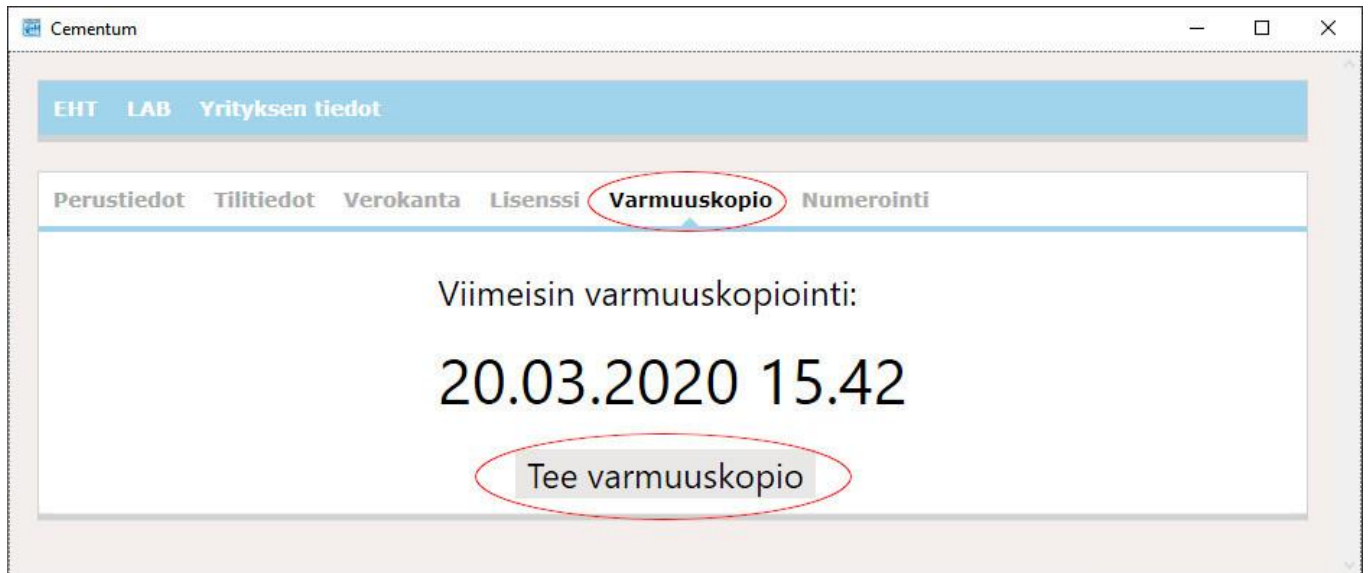 Cementum
EHT LAB Yrityksen tiedot
Perustiedot Tilitiedot Verokanta Lisenssi Varmuuskopio Numerointi
Viimeisin varmuuskopiointi:
20.03.2020 15.42
Tee varmuuskopio